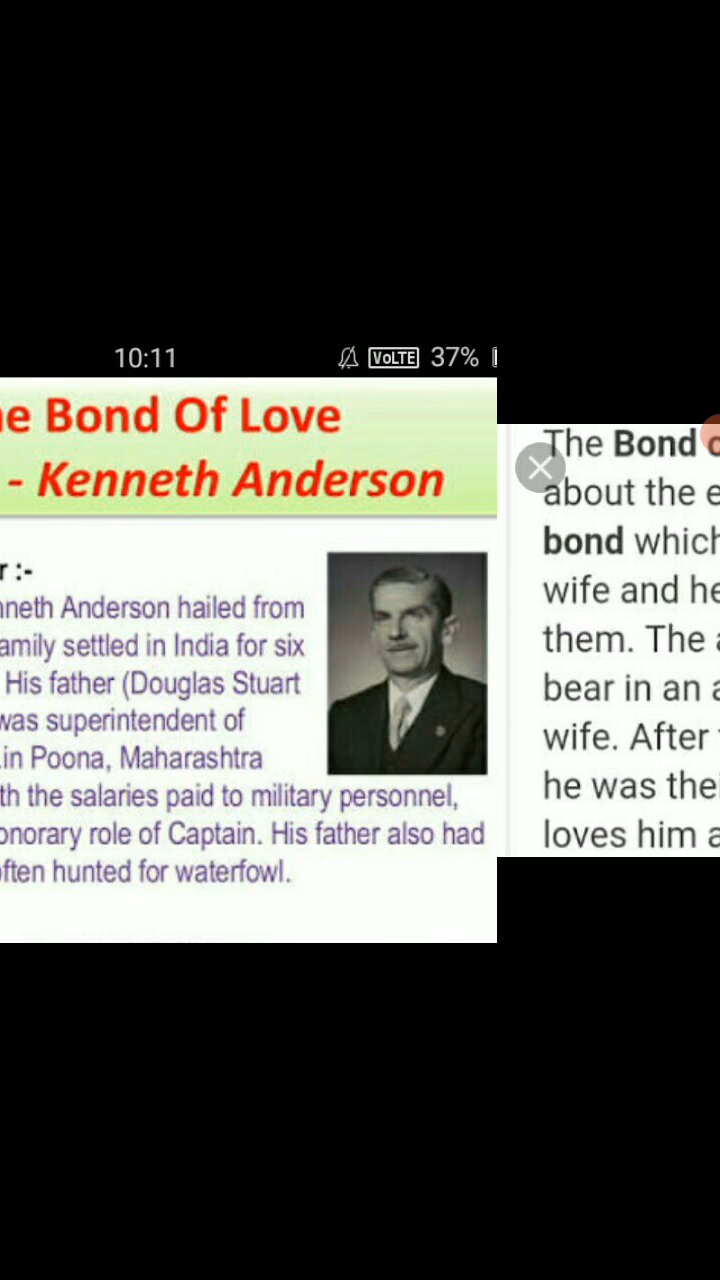 10:11 VoLTE 37%
e Bond Of Love
- Kenneth Anderson
r :-
nneth Anderson hailed from
amily settled in India for six
His father (Douglas Stuart
was superintendent of
in Poona, Maharashtra
th the salaries paid to military personnel,
onorary role of Captain. His father also had
often hunted for waterfowl.
The Bond o
about the e
bond which
wife and he
them. The a
bear in an a
wife. After
he was thei
loves him a